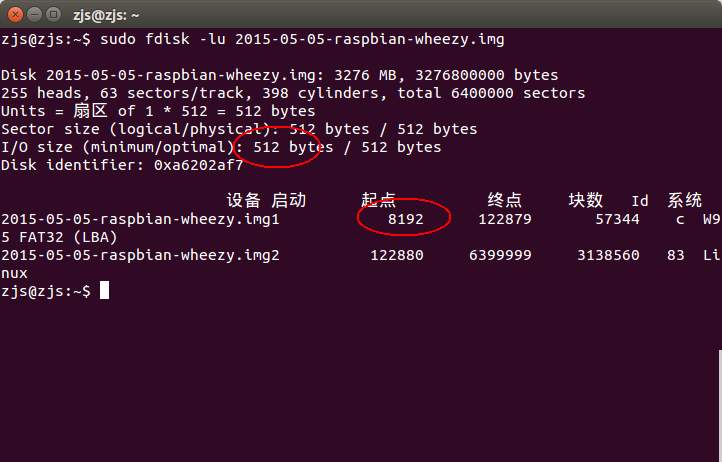 zjs@zjs: ~
zjs@zjs:~$ sudo fdisk -lu 2015-05-05-raspbian-wheezy.img
Disk 2015-05-05-raspbian-wheezy.img: 3276 MB, 3276800000 bytes
255 heads, 63 sectors/track, 398 cylinders, total 6400000 sectors
Units = 扇区 of 1 * 512 = 512 bytes
Sector size (logical/physical): 512 bytes / 512 bytes
I/O size (minimum/optimal): 512 bytes / 512 bytes
Disk identifier: 0xa6202af7
设备 启动 起点 终点 块数 Id 系统
2015-05-05-raspbian-wheezy.img1 8192 122879 57344 c W9
5 FAT32 (LBA)
2015-05-05-raspbian-wheezy.img2 122880 6399999 3138560 83 Li
nux
zjs@zjs:~$